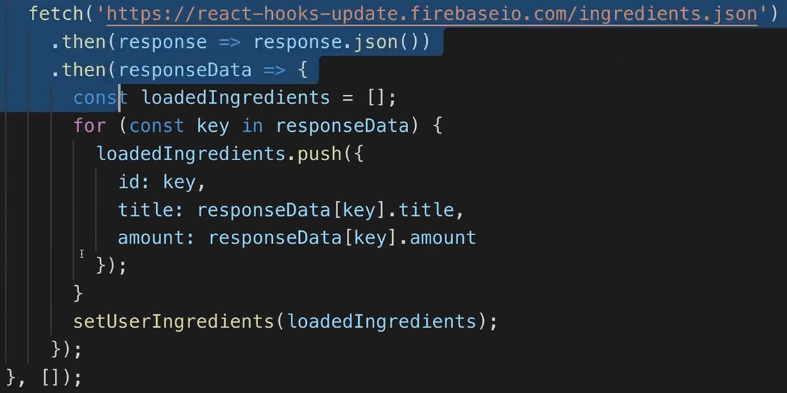 fetch('https://react-hooks-update.firebaseio.com/ingredients.json')
.then(response => response.json())
.then(responseData => {
const loadedIngredients = [];
for (const key in responseData) {
loadedIngredients.push({
id: key,
title: responseData[key].title,
amount: responseData[key].amount
});
}
setUserIngredients(loadedIngredients);
});
}, []);